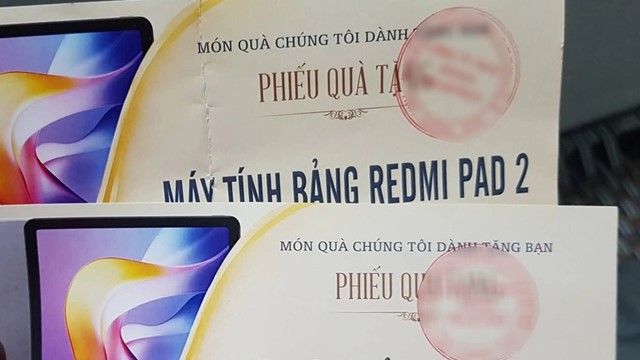 MÓN QUÀ CHÚNG TÔI DÀNH
PHIẾU QUÀ TẶ
MÁY TÍNH BẢNG REDMI PAD 2
MÓN QUÀ CHÚNG TÔI DÀNH TẶNG BẠN
PHIẾU QU